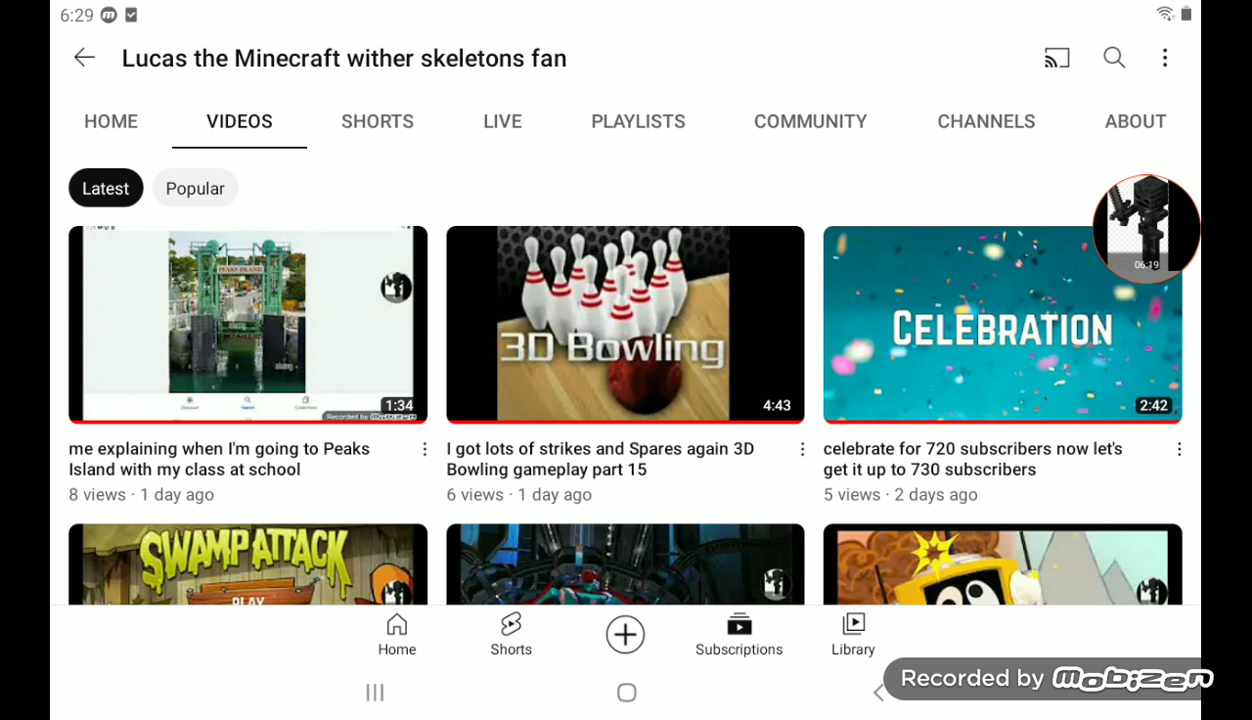 6:29
Lucas the Minecraft wither skeletons fan
HOME VIDEOS SHORTS LIVE PLAYLISTS COMMUNITY CHANNELS ABOUT
Latest Popular
06:19
PEAKS ISLAND
Recorded by Mobizen
1:34
3D Bowling
4:43
CELEBRATION
2:42
me explaining when I'm going to Peaks
Island with my class at school
8 views · 1 day ago
I got lots of strikes and Spares again 3D
Bowling gameplay part 15
6 views · 1 day ago
celebrate for 720 subscribers now let's
get it up to 730 subscribers
5 views · 2 days ago
SWAMP ATTACK
PLAY
Home Shorts Subscriptions Library
Recorded by Mobizen